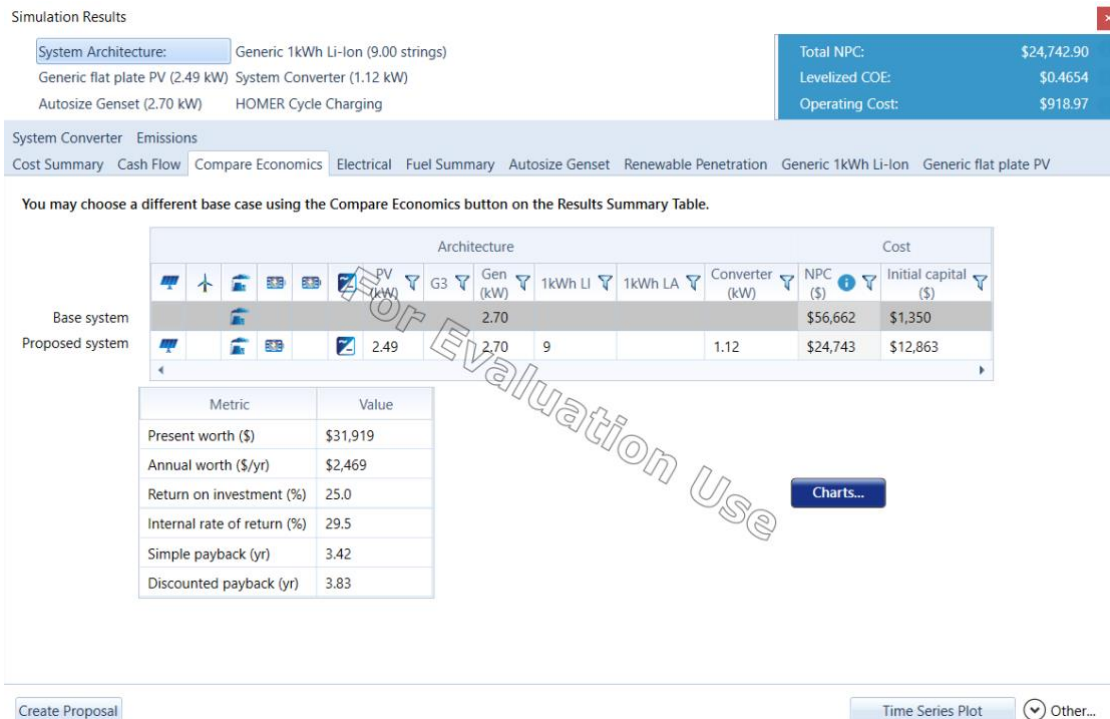 Simulation Results
System Architecture: Generic 1kWh Li-Ion (9.00 strings)
Generic flat plate PV (2.49 kW) System Converter (1.12 kW)
Autosize Genset (2.70 kW) HOMER Cycle Charging
Total NPC: $24,742.90
Levelized COE: $0.4654
Operating Cost: $918.97
System Converter Emissions
Cost Summary Cash Flow Compare Economics Electrical Fuel Summary Autosize Genset Renewable Penetration Generic 1kWh Li-Ion Generic flat plate PV
You may choose a different base case using the Compare Economics button on the Results Summary Table.
Architecture Cost
PV (kW) G3 Gen (kW) 1kWh LI 1kWh LA Converter (kW) NPC ($) Initial capital ($)
Base system 2.70 $56,662 $1,350
Proposed system 2.49 2.70 9 1.12 $24,743 $12,863
For Evaluation Use
Metric Value
Present worth ($) $31,919
Annual worth ($/yr) $2,469
Return on investment (%) 25.0
Internal rate of return (%) 29.5
Simple payback (yr) 3.42
Discounted payback (yr) 3.83
Charts...
Create Proposal Time Series Plot Other...